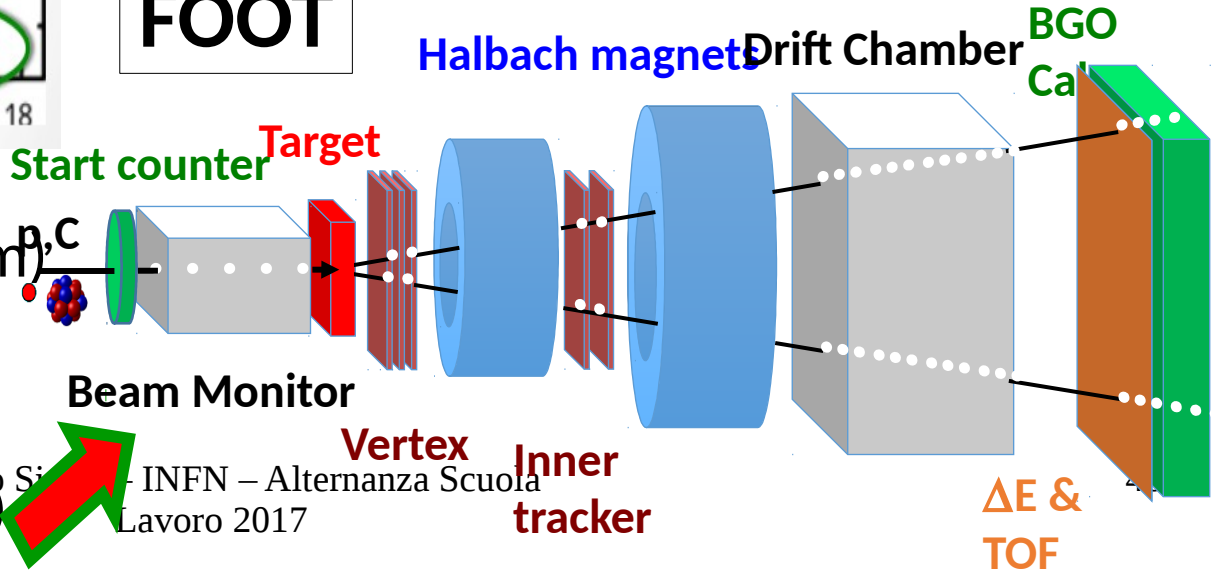 FOOT
Halbach magnets
Drift Chamber
BGO
Cal
18
Target
Start counter
p,C
m)
Beam Monitor
Vertex
Inner
tracker
– INFN – Alternanza Scuola
Lavoro 2017
ΔE &
TOF